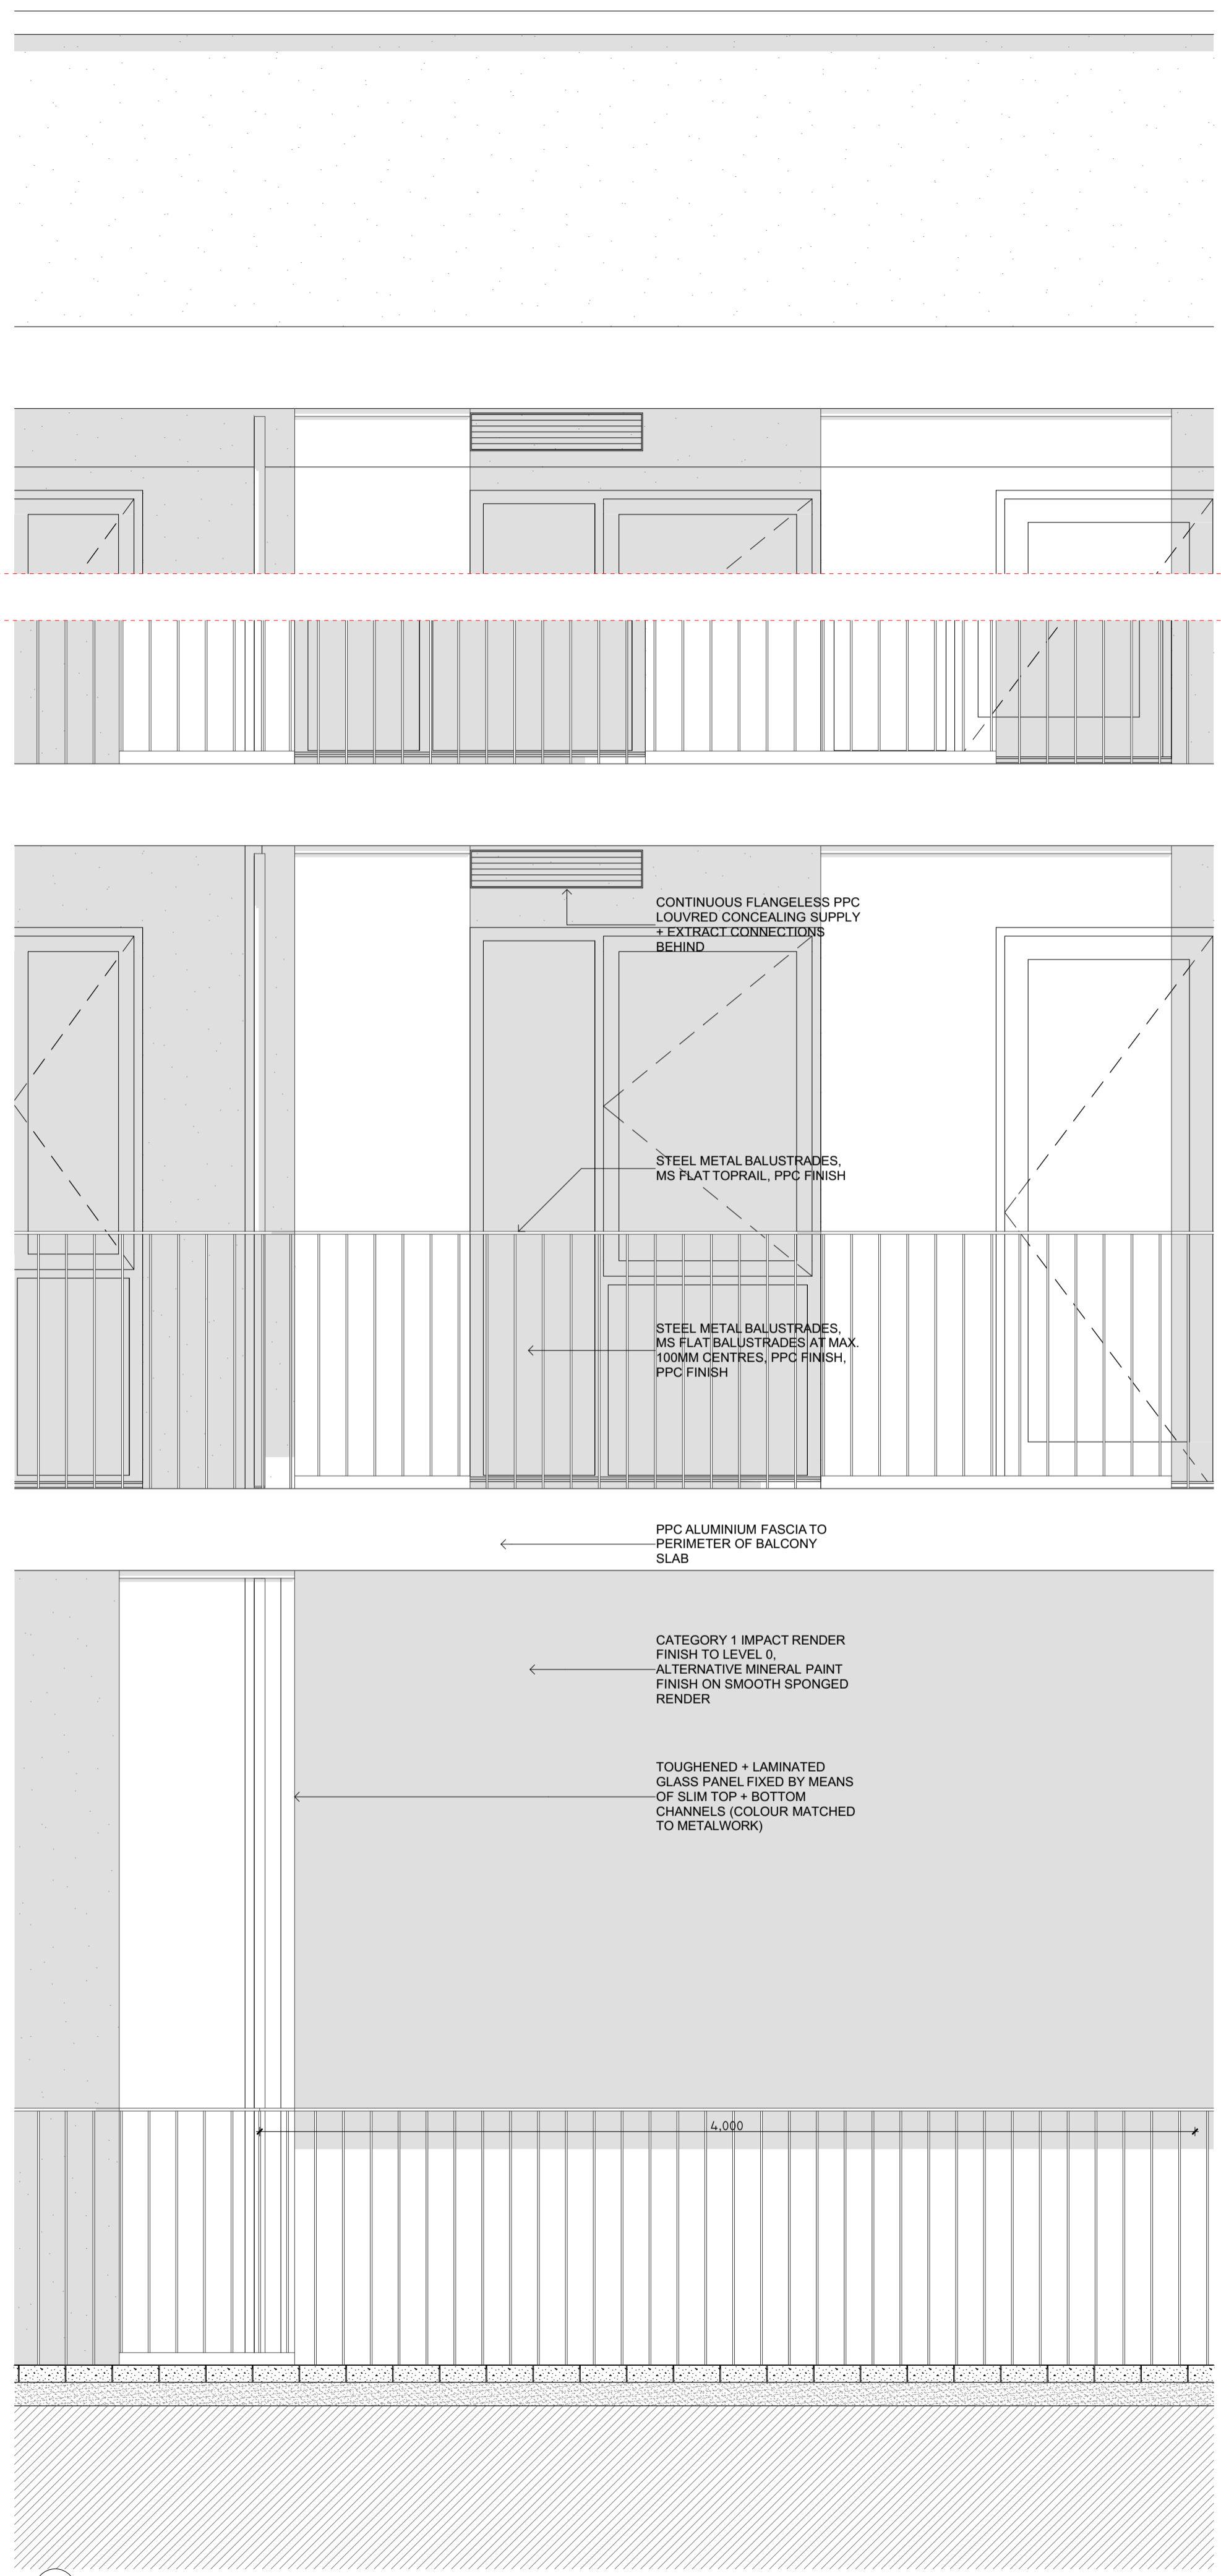 CONTINUOUS FLANGELESS PPC
LOUVRED CONCEALING SUPPLY
+ EXTRACT CONNECTIONS
BEHIND
STEEL METAL BALUSTRADES,
MS FLAT TOPRAIL, PPC FINISH
STEEL METAL BALUSTRADES,
MS FLAT BALUSTRADES AT MAX.
100MM CENTRES, PPC FINISH,
PPC FINISH
PPC ALUMINIUM FASCIA TO
PERIMETER OF BALCONY
SLAB
CATEGORY 1 IMPACT RENDER
FINISH TO LEVEL 0,
ALTERNATIVE MINERAL PAINT
FINISH ON SMOOTH SPONGED
RENDER
TOUGHENED + LAMINATED
GLASS PANEL FIXED BY MEANS
OF SLIM TOP + BOTTOM
CHANNELS (COLOUR MATCHED
TO METALWORK)
4,000